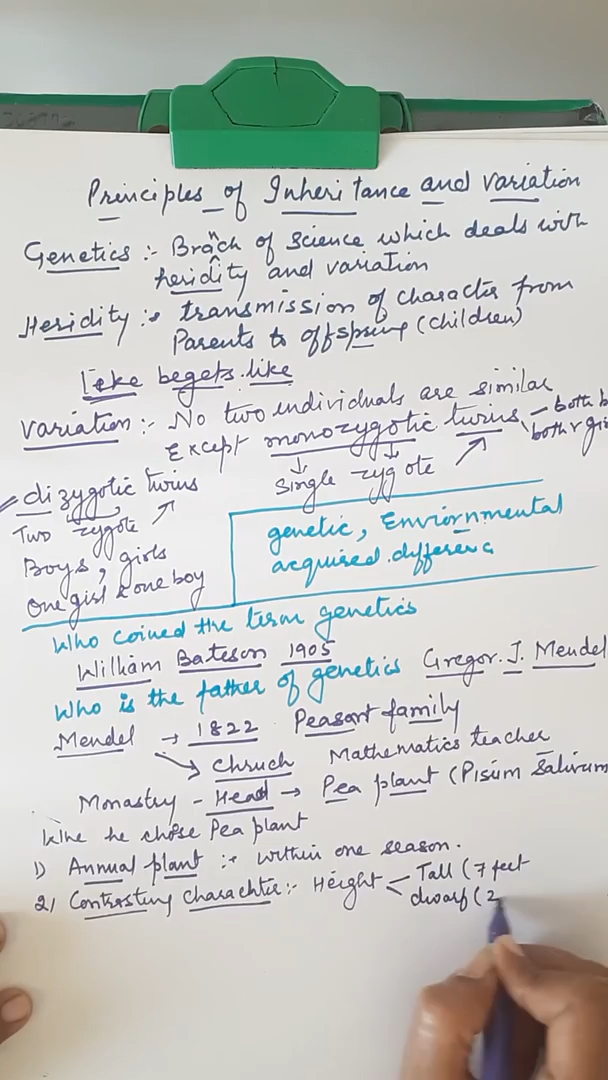 Principles of Inheritance and variation
Genetics :- Branch of Science which deals with
heridity and variation
Heridity :- transmission of character from
Parents to offspring (children)
Like begets like
Variation :- No two individuals are similar
Except monozygotic twins - both b
both r gi
Single zygote
dizygotic twins
Two zygote
Boys, girls
One girl & one boy
genetic, Enviornmental
acquired differenc
Who coined the term genetics
William Bateson 1905
Who is the father of genetics Gregor. J. Mendel
Mendel → 1822 Peasant family
Chruch Mathematics teacher
Monastry - Head → Pea plant (Pisum Sativum
he chose Pea plant
1) Annual plant :- within one season.
2) Contrasting charachter :- Height Tall (7 feet
dwarf (2